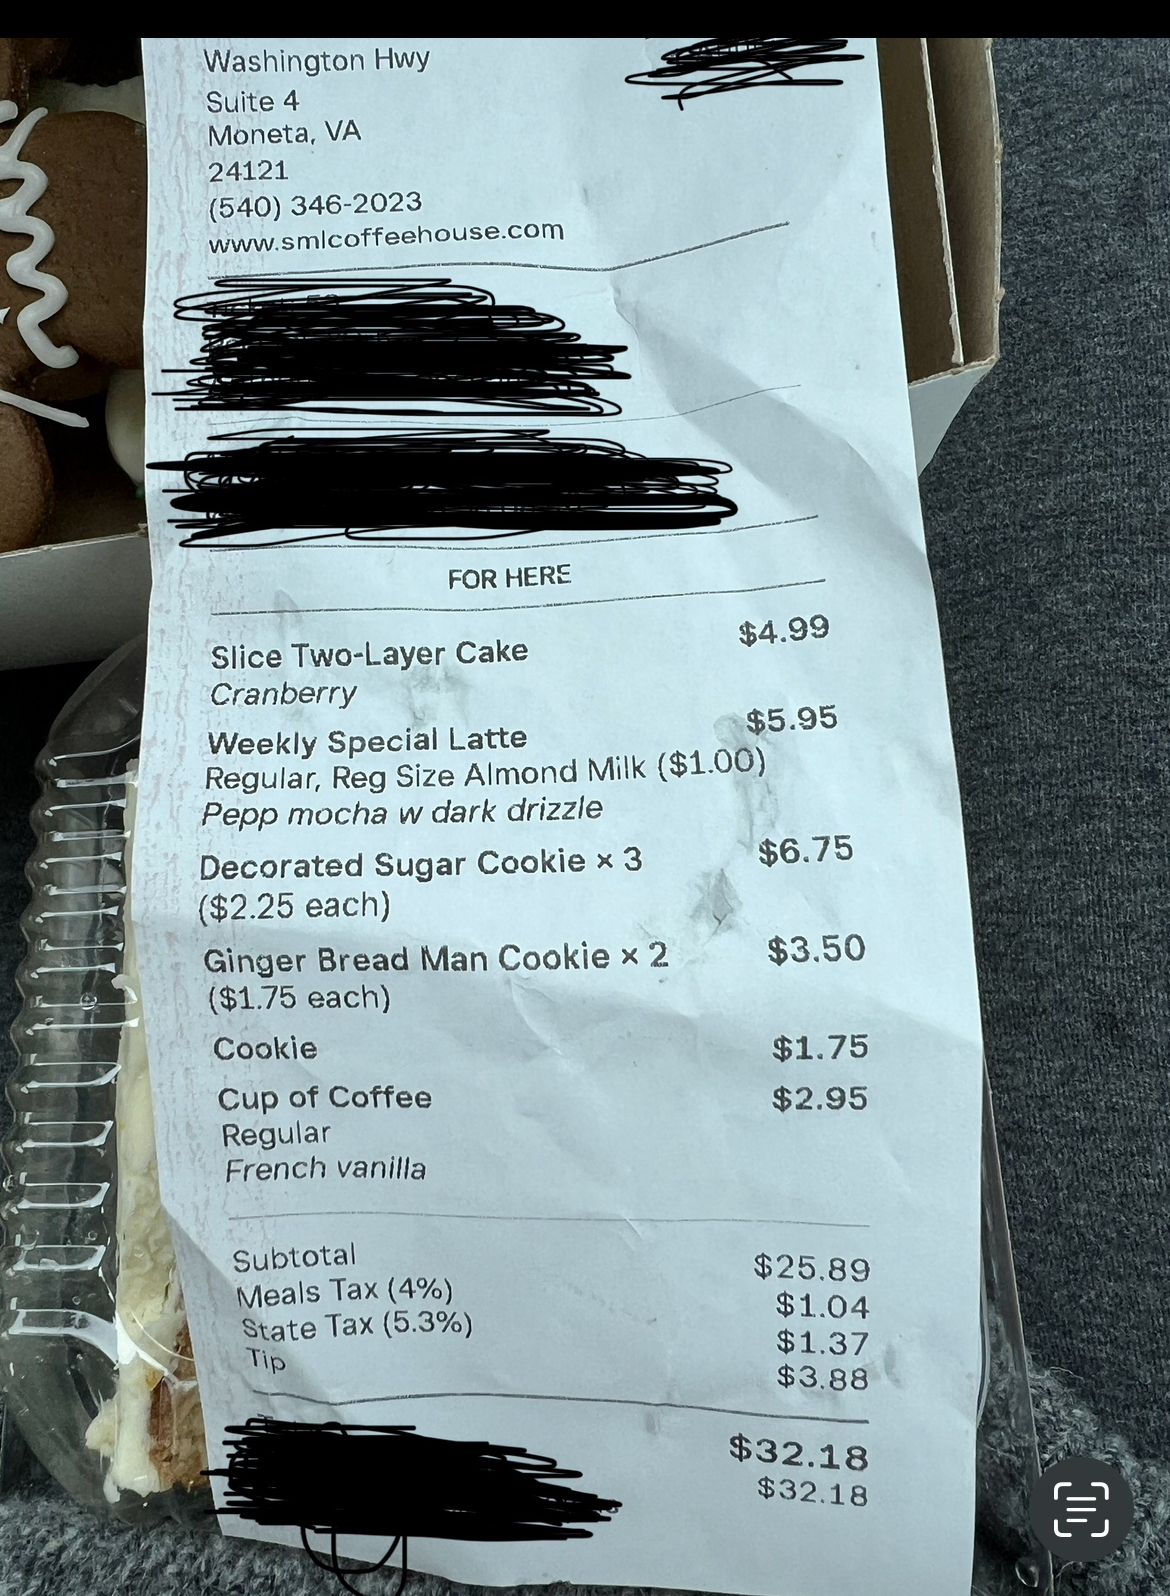 Washington Hwy
Suite 4
Moneta, VA
24121
(540) 346-2023
www.smlcoffeehouse.com
FOR HERE
Slice Two-Layer Cake $4.99
Cranberry
Weekly Special Latte $5.95
Regular, Reg Size Almond Milk ($1.00)
Pepp mocha w dark drizzle
Decorated Sugar Cookie × 3 $6.75
($2.25 each)
Ginger Bread Man Cookie × 2 $3.50
($1.75 each)
Cookie $1.75
Cup of Coffee $2.95
Regular
French vanilla
Subtotal $25.89
Meals Tax (4%) $1.04
State Tax (5.3%) $1.37
Tip $3.88
$32.18
$32.18